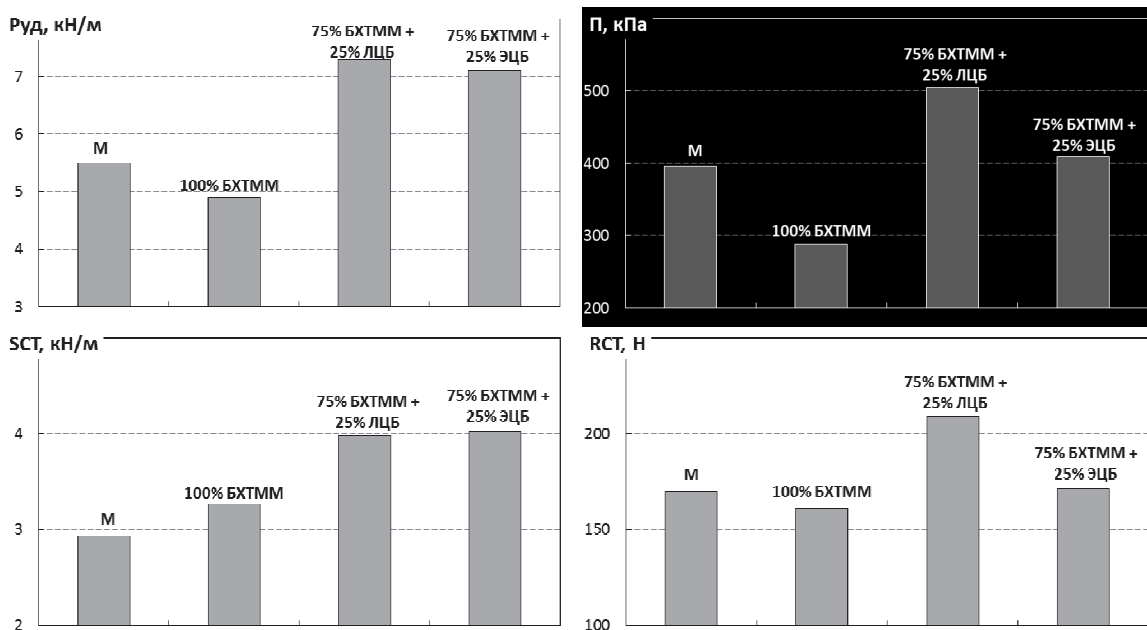 Руд, кН/м
75% БХТММ +
25% ЛЦБ
75% БХТММ +
25% ЭЦБ
7
6
М
100% БХТММ
5
4
3
П, кПа
75% БХТММ +
25% ЛЦБ
500
75% БХТММ +
25% ЭЦБ
М
400
100% БХТММ
300
200
SCT, кН/м
75% БХТММ +
25% ЛЦБ
75% БХТММ +
25% ЭЦБ
4
100% БХТММ
М
3
2
RCT, Н
75% БХТММ +
25% ЛЦБ
200
75% БХТММ +
25% ЭЦБ
М
100% БХТММ
150
100